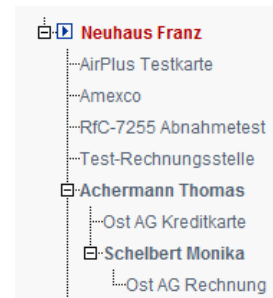 Neuhaus Franz
AirPlus Testkarte
Amexco
RfC-7255 Abnahmetest
Test-Rechnungsstelle
Achermann Thomas
Ost AG Kreditkarte
Schelbert Monika
Ost AG Rechnung